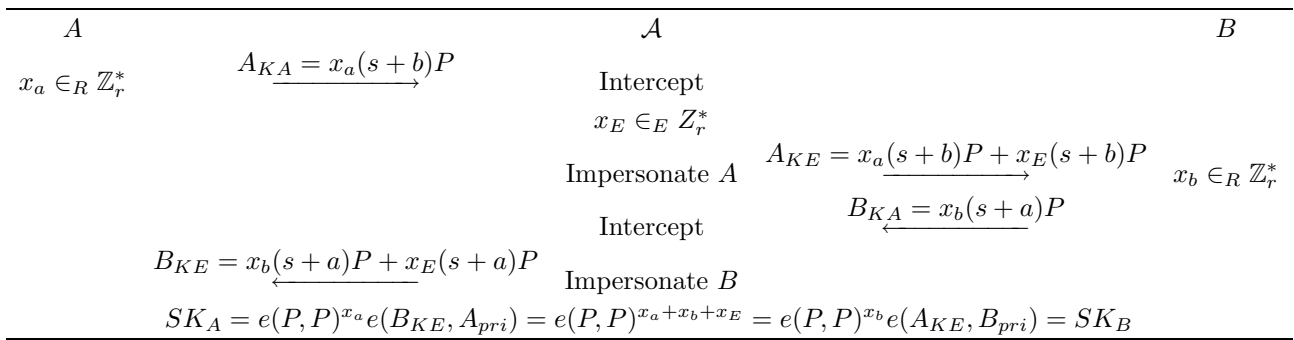 A 𝒜 B
x_a ∈_R ℤ_r^* A_{KA} = x_a(s + b)P Intercept
x_E ∈_E Z_r^*
Impersonate A A_{KE} = x_a(s + b)P + x_E(s + b)P x_b ∈_R ℤ_r^*
Intercept B_{KA} = x_b(s + a)P
B_{KE} = x_b(s + a)P + x_E(s + a)P Impersonate B
SK_A = e(P, P)^{x_a} e(B_{KE}, A_{pri}) = e(P, P)^{x_a+x_b+x_E} = e(P, P)^{x_b} e(A_{KE}, B_{pri}) = SK_B